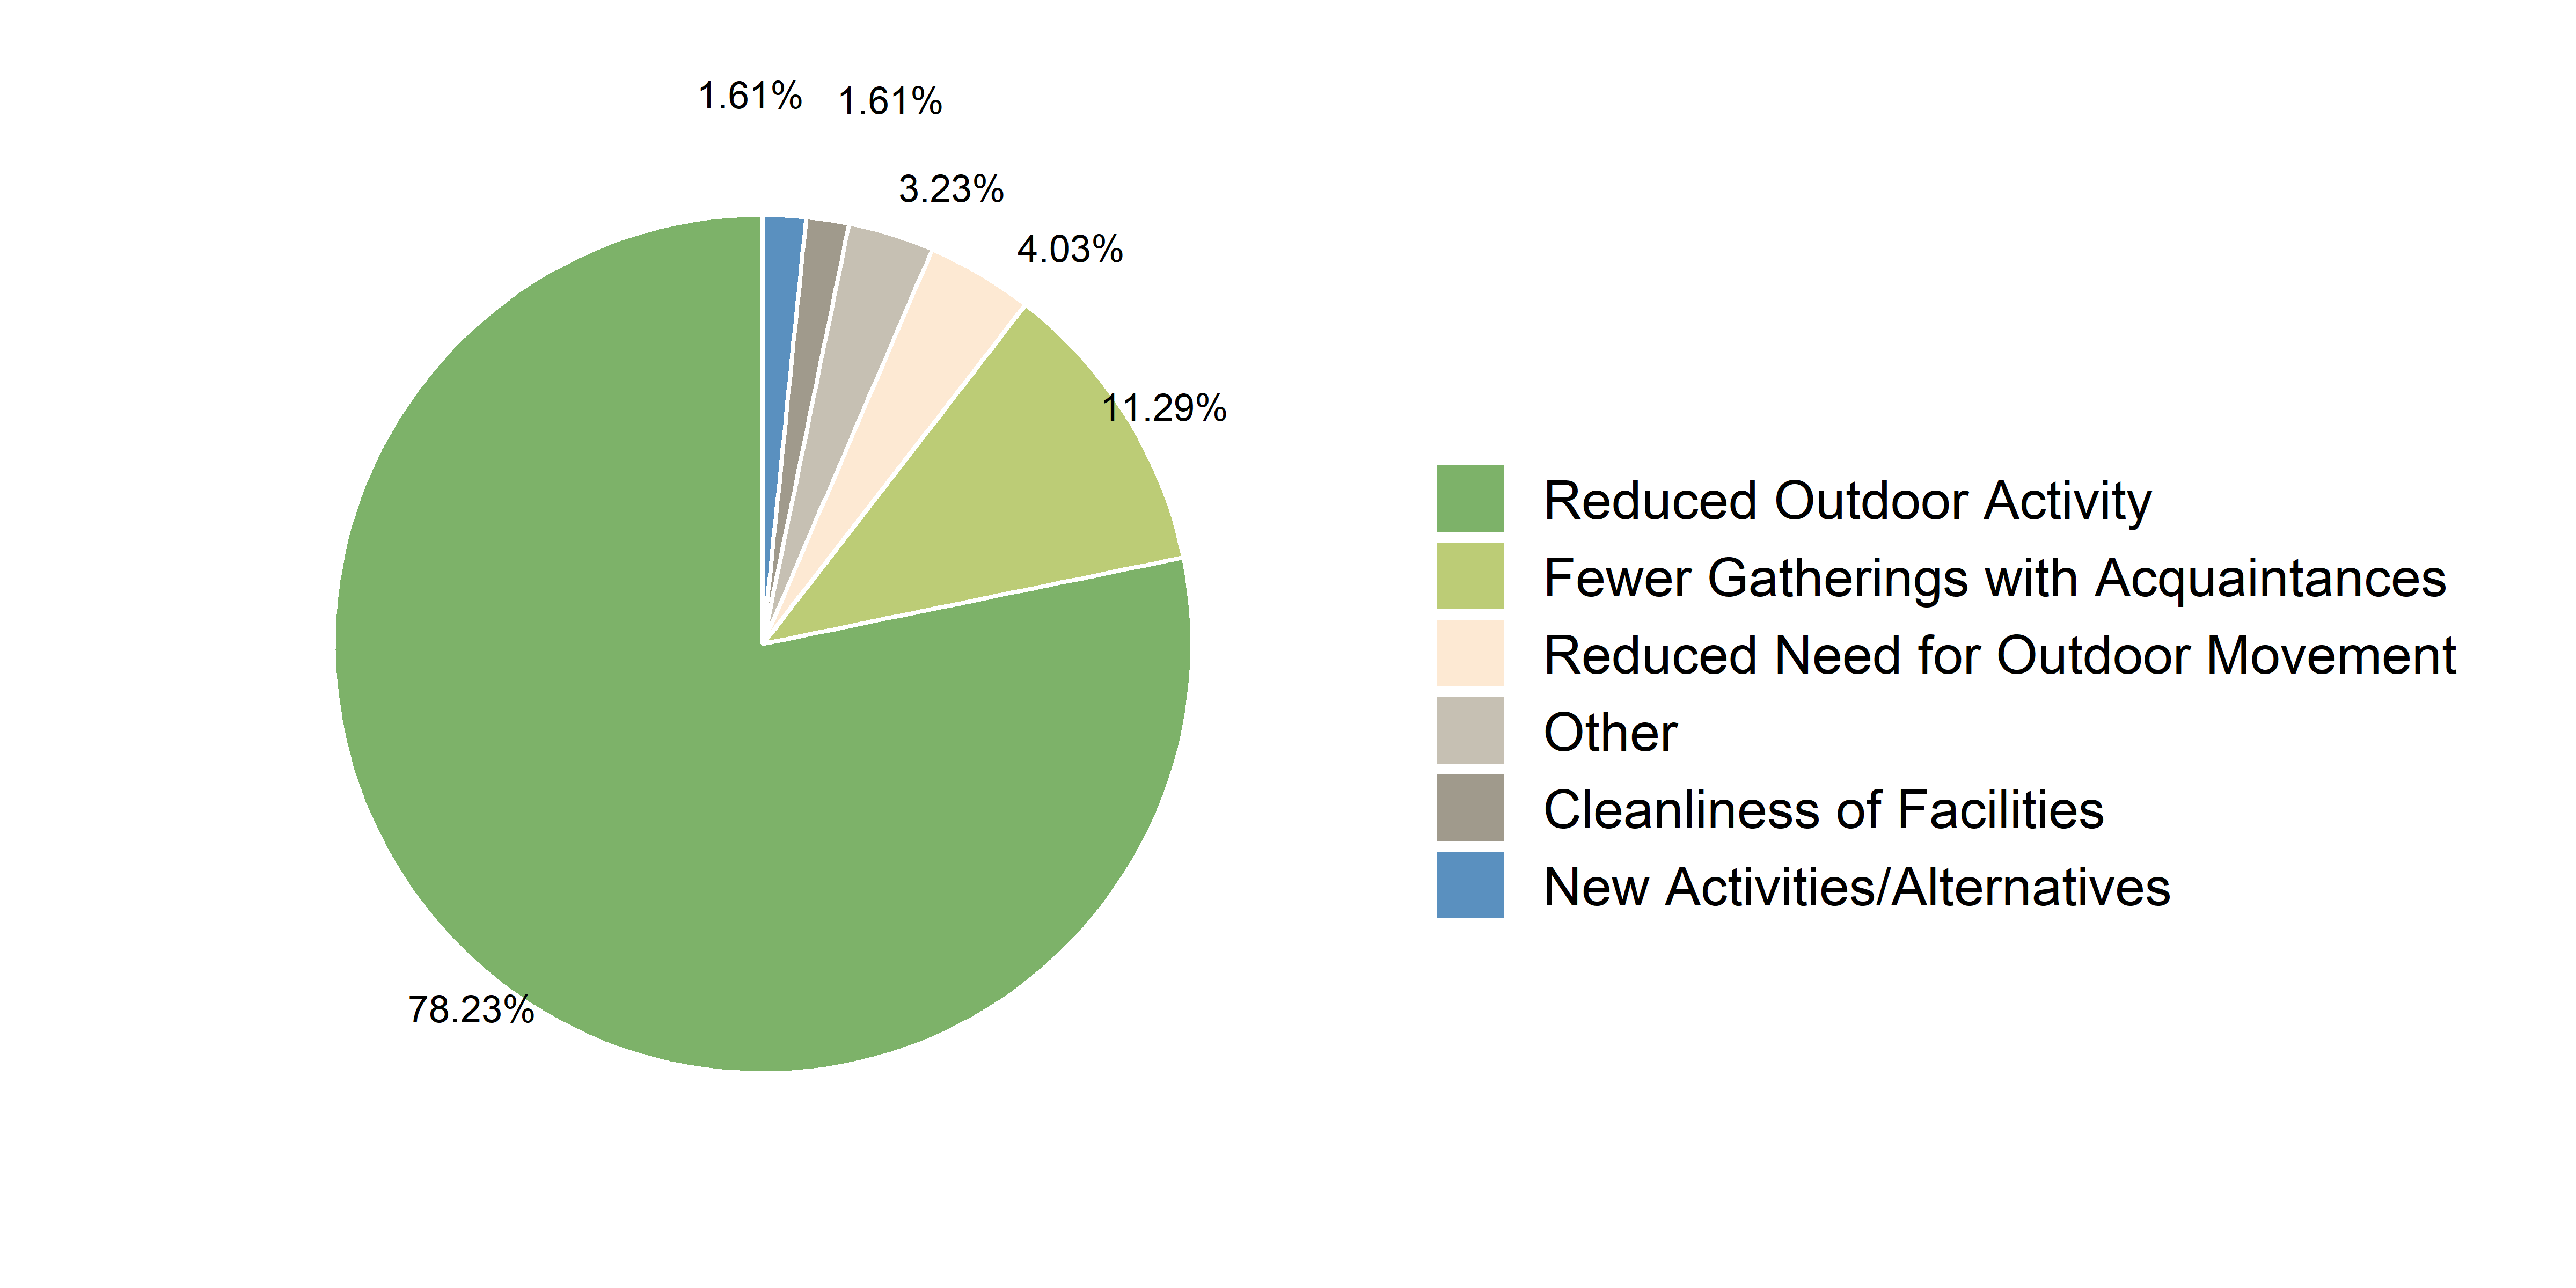 1.61%
1.61%
3.23%
4.03%
11.29%
78.23%
Reduced Outdoor Activity
Fewer Gatherings with Acquaintances
Reduced Need for Outdoor Movement
Other
Cleanliness of Facilities
New Activities/Alternatives